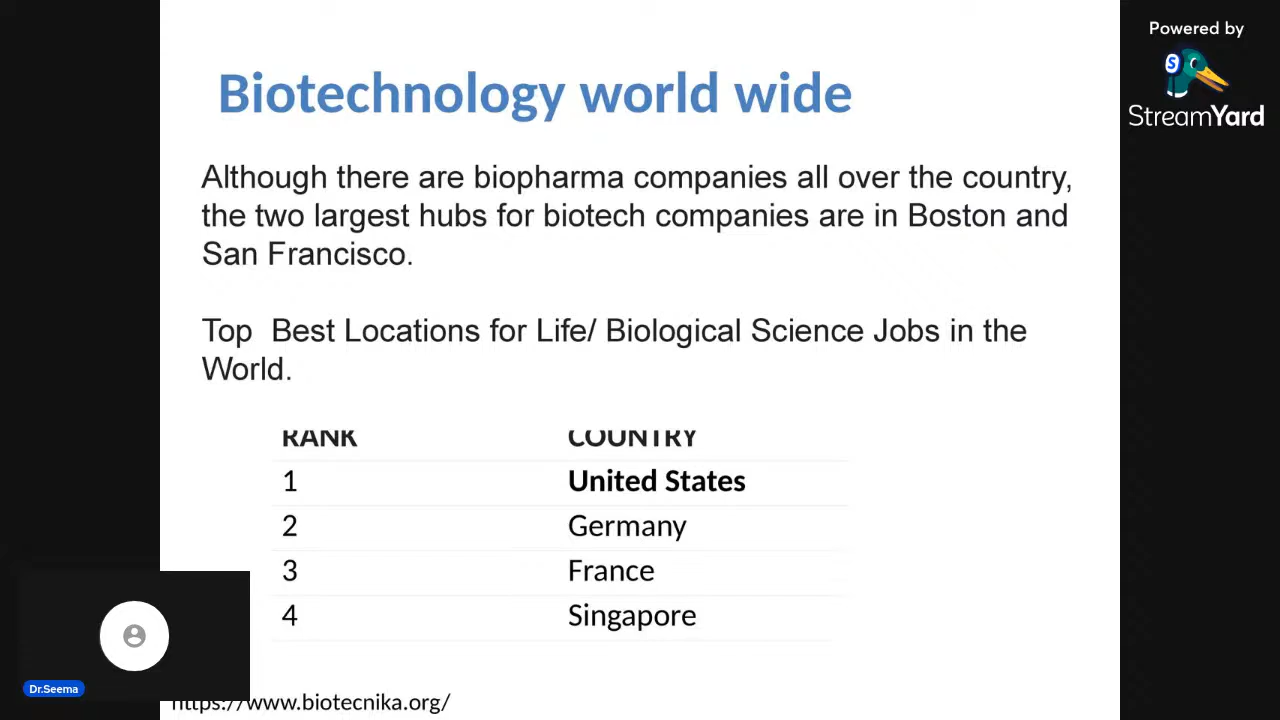 Biotechnology world wide
Powered by
StreamYard
Although there are biopharma companies all over the country,
the two largest hubs for biotech companies are in Boston and
San Francisco.
Top  Best Locations for Life/ Biological Science Jobs in the
World.
RANK COUNTRY
1 United States
2 Germany
3 France
4 Singapore
Dr.Seema
https://www.biotecnika.org/